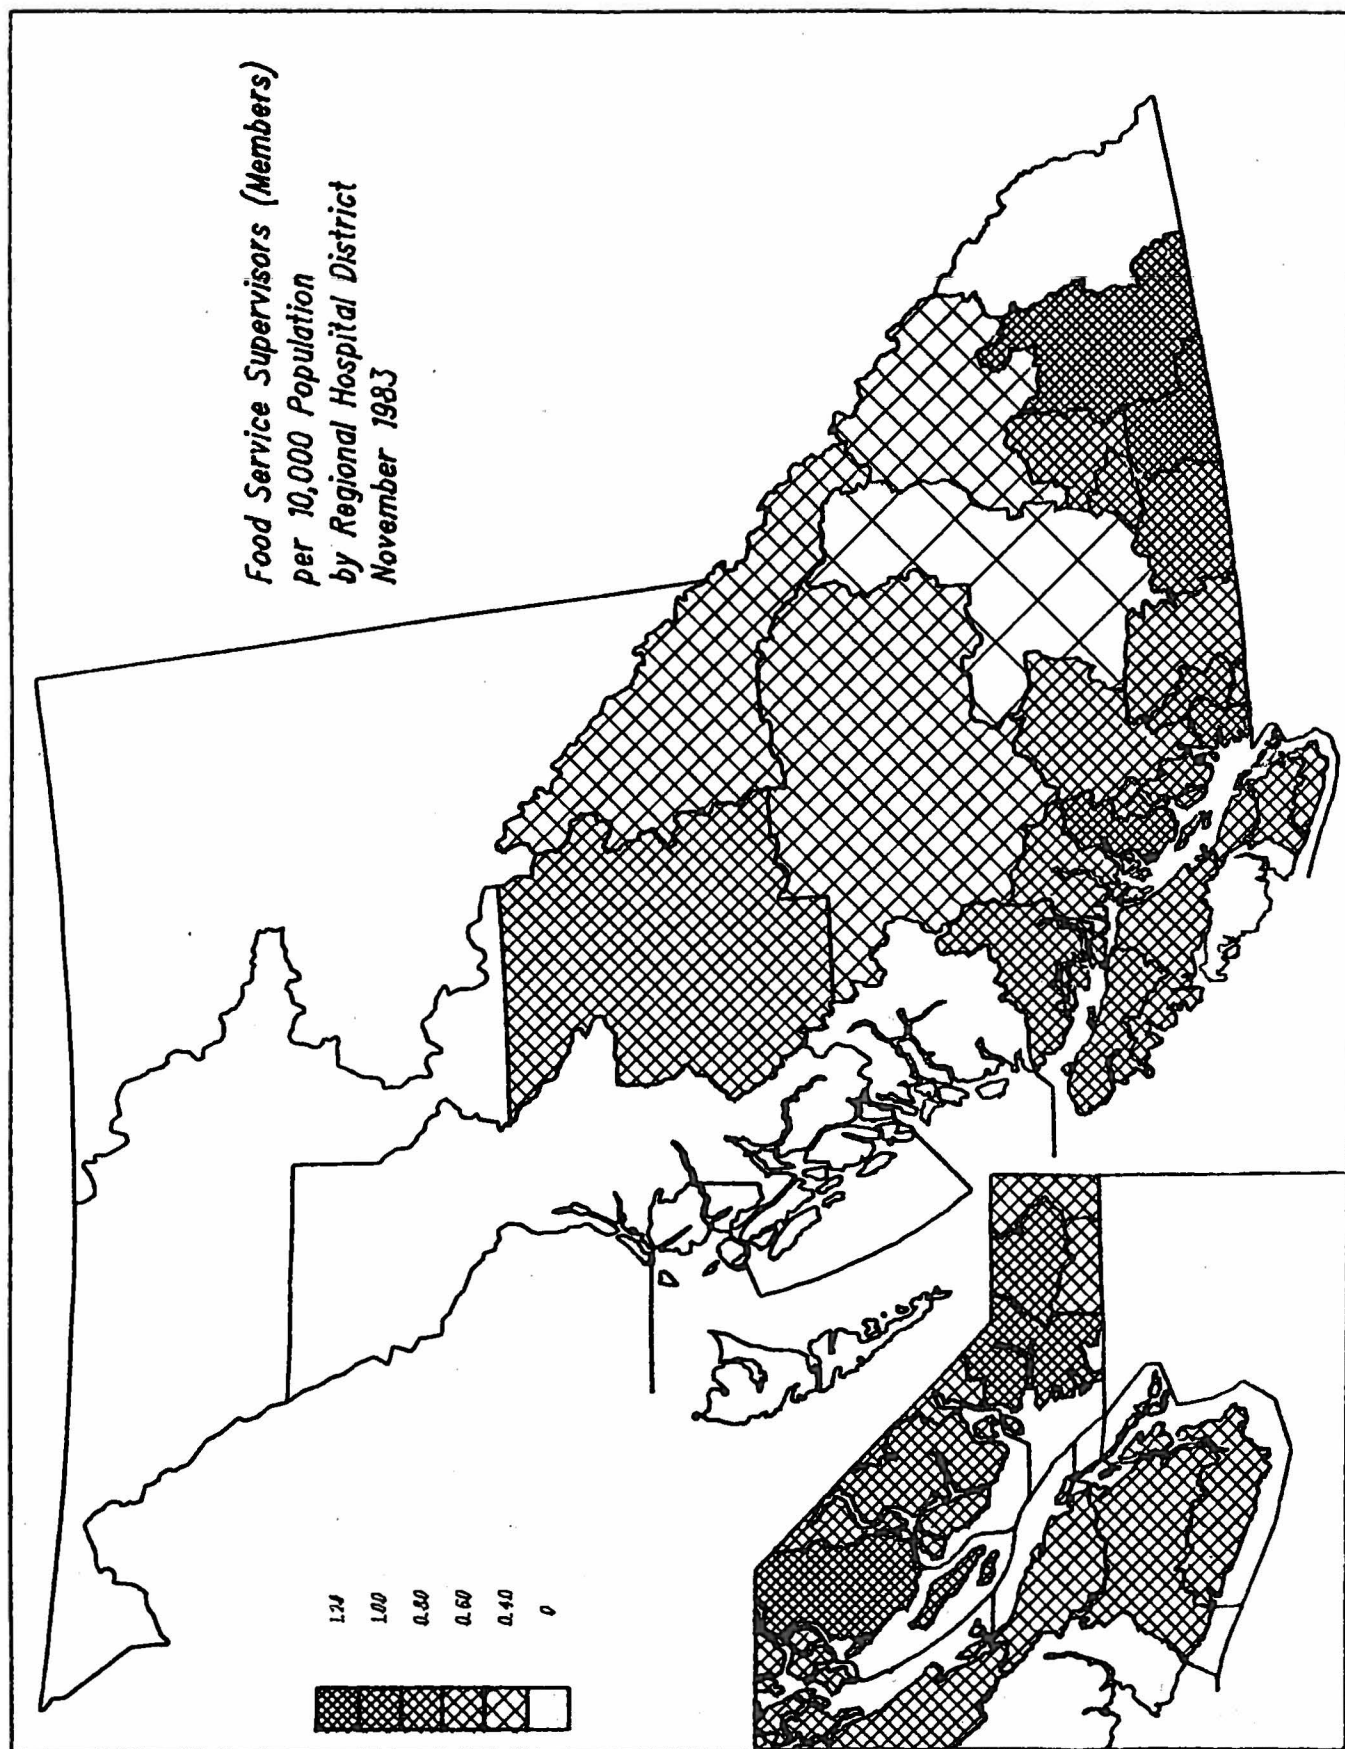 Food Service Supervisors (Members)
per 10,000 Population
by Regional Hospital District
November 1983
1.24
1.00
0.80
0.60
0.40
0